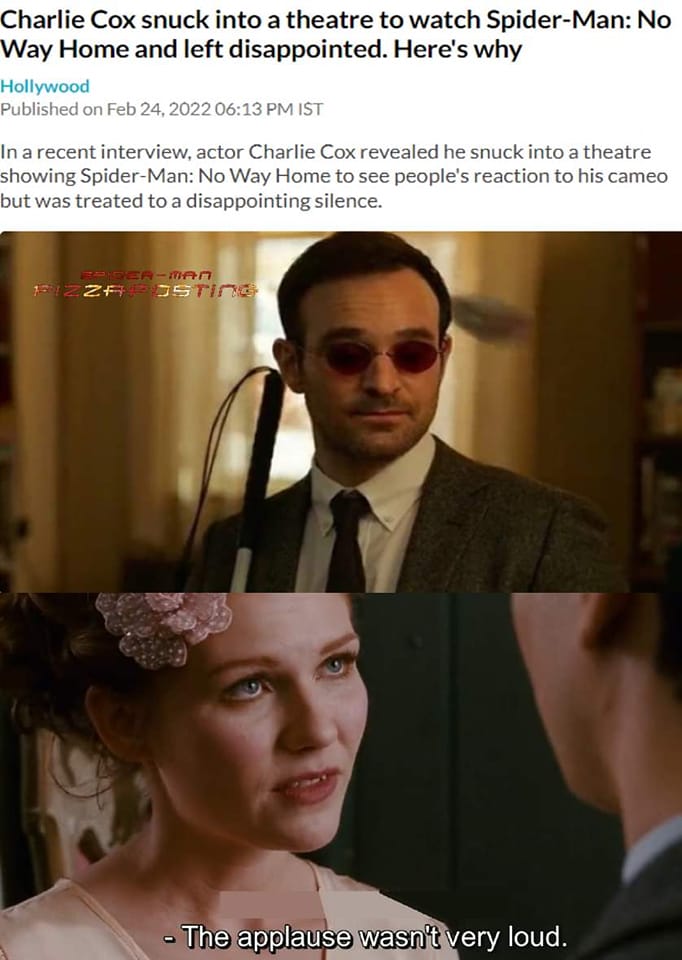 Charlie Cox snuck into a theatre to watch Spider-Man: No
Way Home and left disappointed. Here's why
Hollywood
Published on Feb 24, 2022 06:13 PM IST
In a recent interview, actor Charlie Cox revealed he snuck into a theatre
showing Spider-Man: No Way Home to see people's reaction to his cameo
but was treated to a disappointing silence.
SPIDER-MAN
PIZZAPOSTING
- The applause wasn't very loud.